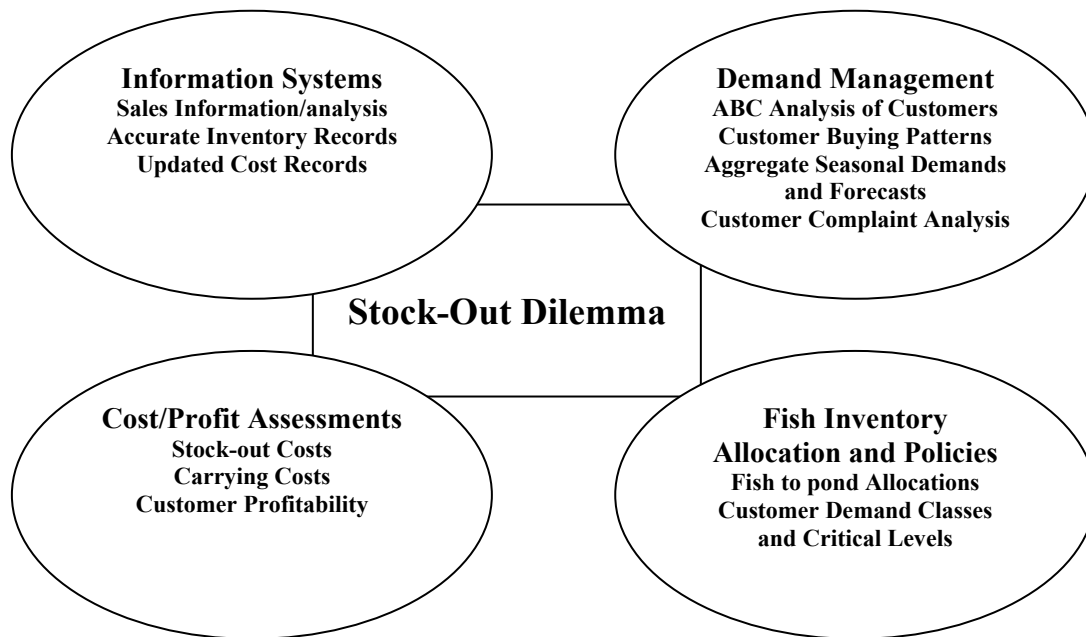 Information Systems
Sales Information/analysis
Accurate Inventory Records
Updated Cost Records
Demand Management
ABC Analysis of Customers
Customer Buying Patterns
Aggregate Seasonal Demands
and Forecasts
Customer Complaint Analysis
Stock-Out Dilemma
Cost/Profit Assessments
Stock-out Costs
Carrying Costs
Customer Profitability
Fish Inventory
Allocation and Policies
Fish to pond Allocations
Customer Demand Classes
and Critical Levels